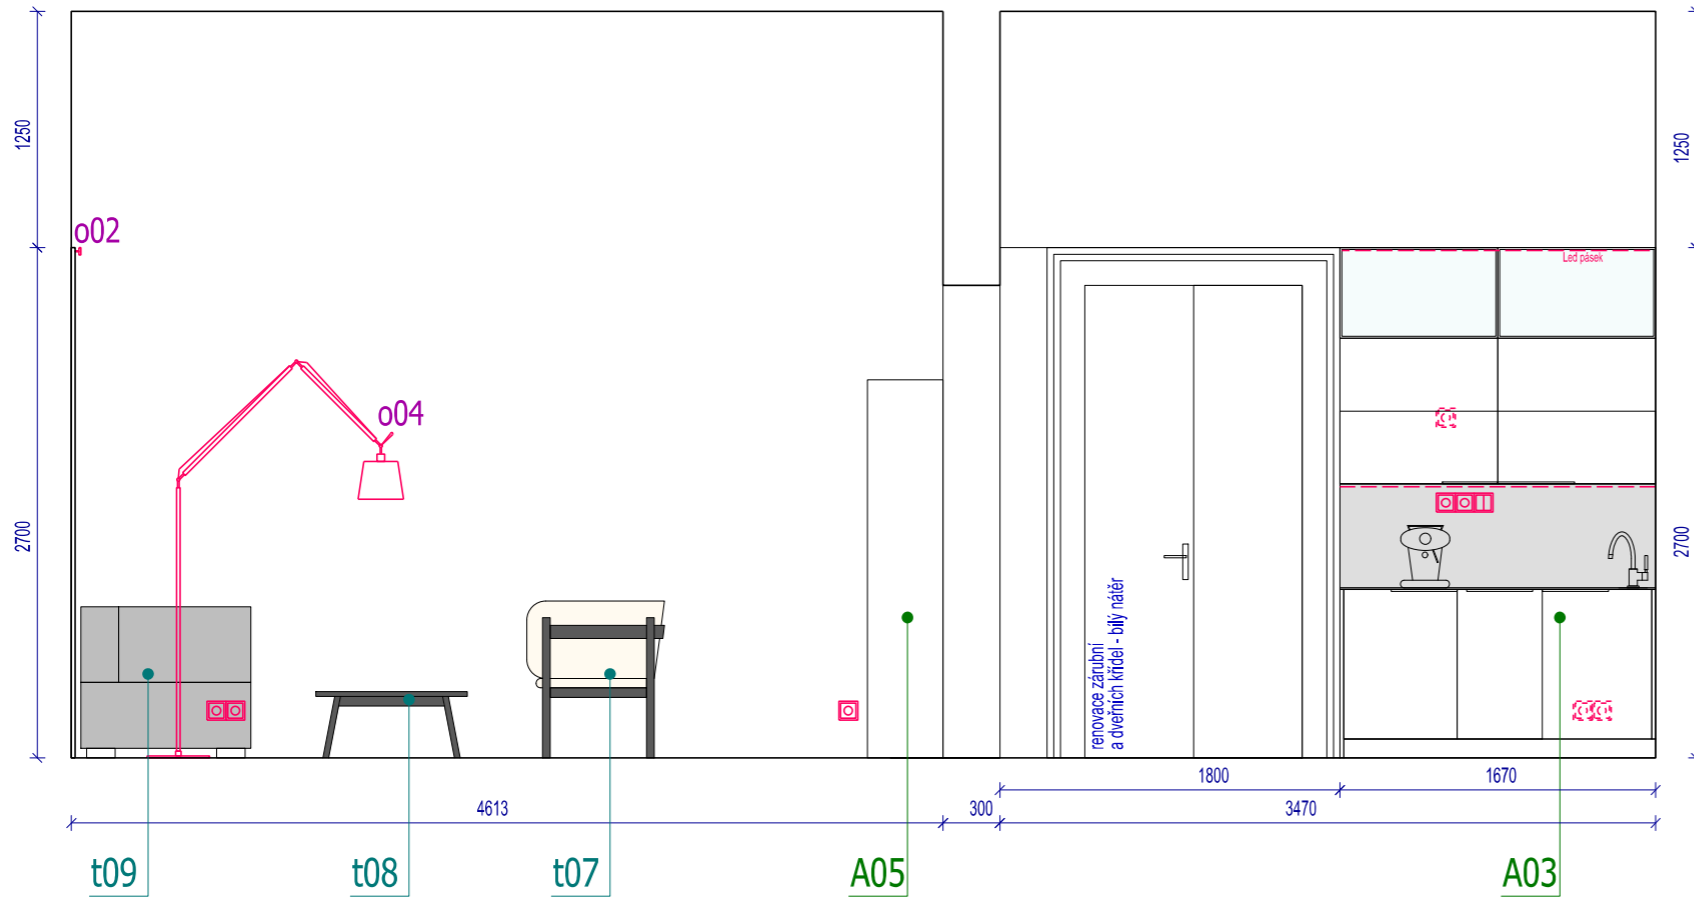 1250
1250
o02
Led pásek
o04
2700
2700
renovace zárubní
a dveřních křídel - bílý nátěr
1800
1670
4613
300
3470
t09
t08
t07
A05
A03